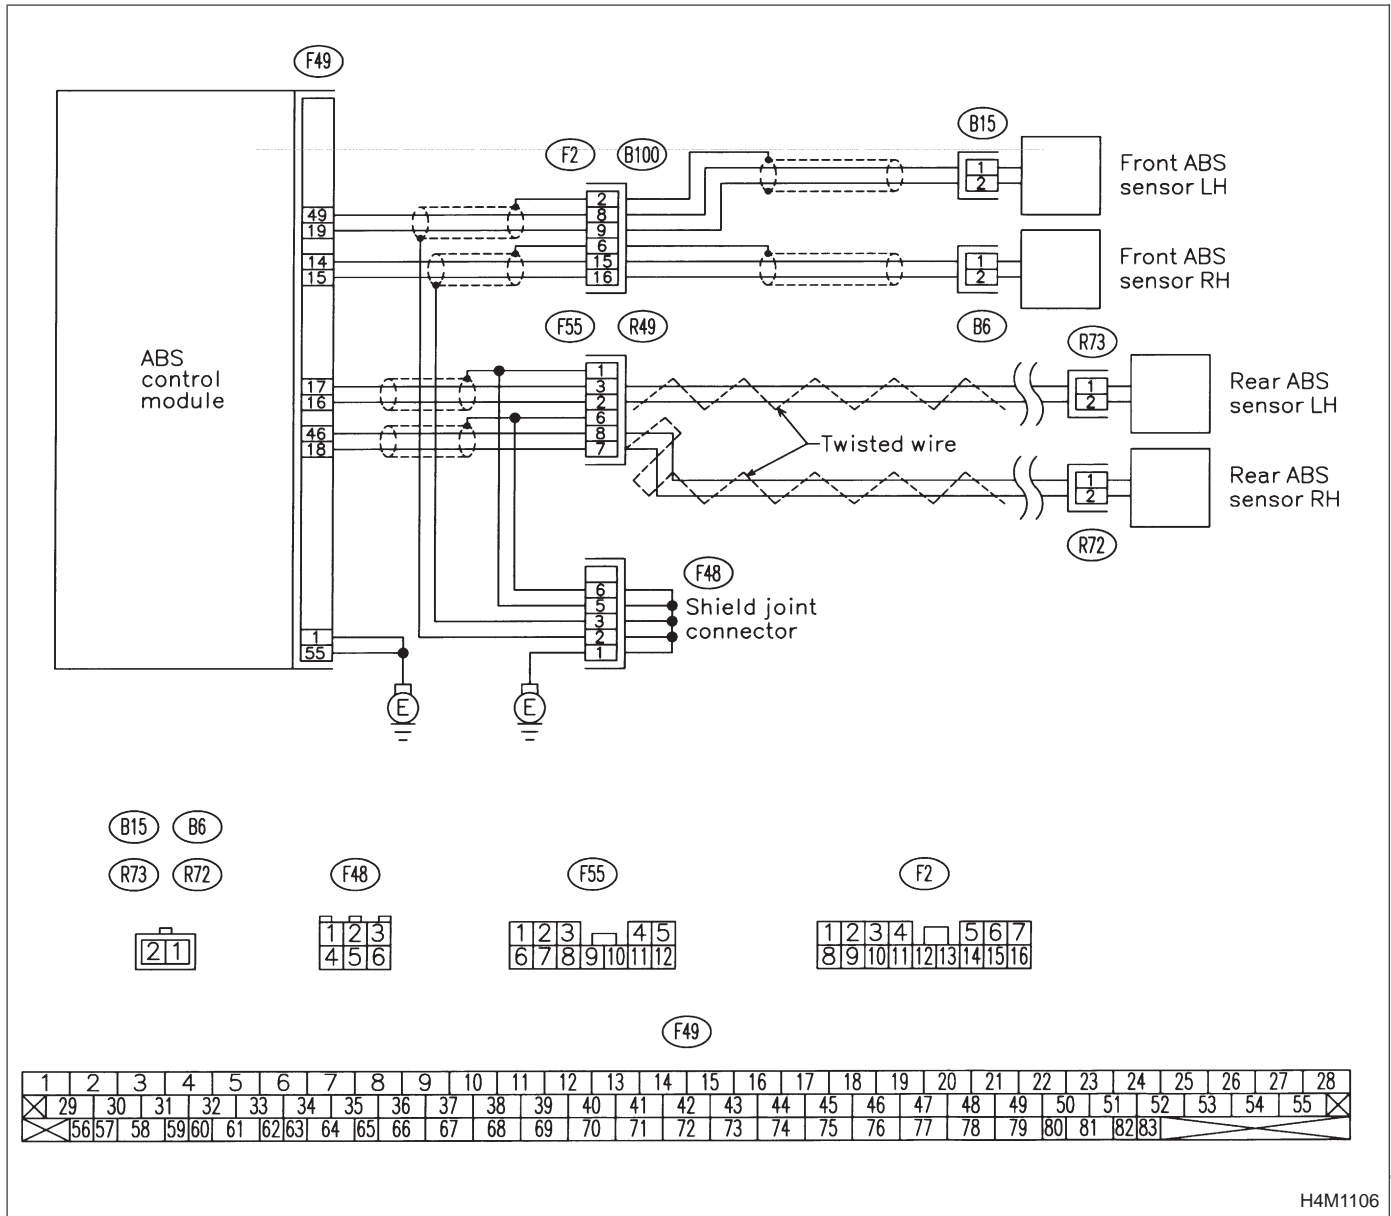 F49
B15
F2 B100
1
2
Front ABS
sensor LH
2
49 8
19 9
6
14 15
15 16
1
2
Front ABS
sensor RH
F55 R49 B6
R73
ABS
control
module
1
17 3
16 2
6
46 8
18 7
1
2
Rear ABS
sensor LH
Twisted wire
1
2
Rear ABS
sensor RH
R72
F48
6
5
3
2
1
Shield joint
connector
1
55
E E
B15 B6
R73 R72 F48 F55 F2
2 1
1 2 3
4 5 6
1 2 3 4 5
6 7 8 9 10 11 12
1 2 3 4 5 6 7
8 9 10 11 12 13 14 15 16
F49
1 2 3 4 5 6 7 8 9 10 11 12 13 14 15 16 17 18 19 20 21 22 23 24 25 26 27 28
29 30 31 32 33 34 35 36 37 38 39 40 41 42 43 44 45 46 47 48 49 50 51 52 53 54 55
56 57 58 59 60 61 62 63 64 65 66 67 68 69 70 71 72 73 74 75 76 77 78 79 80 81 82 83
H4M1106